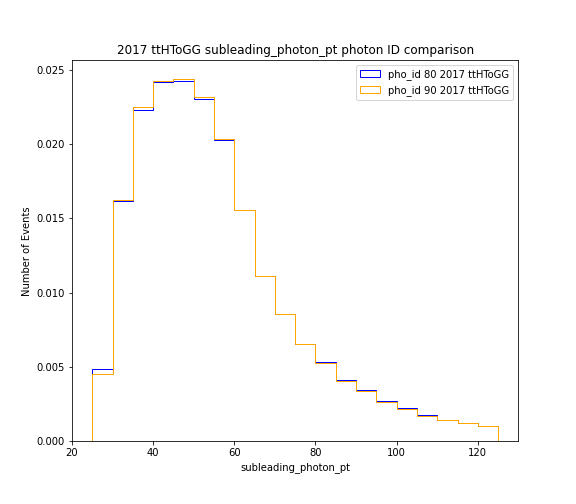 2017 ttHToGG subleading_photon_pt photon ID comparison
pho_id 80 2017 ttHToGG
pho_id 90 2017 ttHToGG
Number of Events
0.025
0.020
0.015
0.010
0.005
0.000
20 40 60 80 100 120
subleading_photon_pt